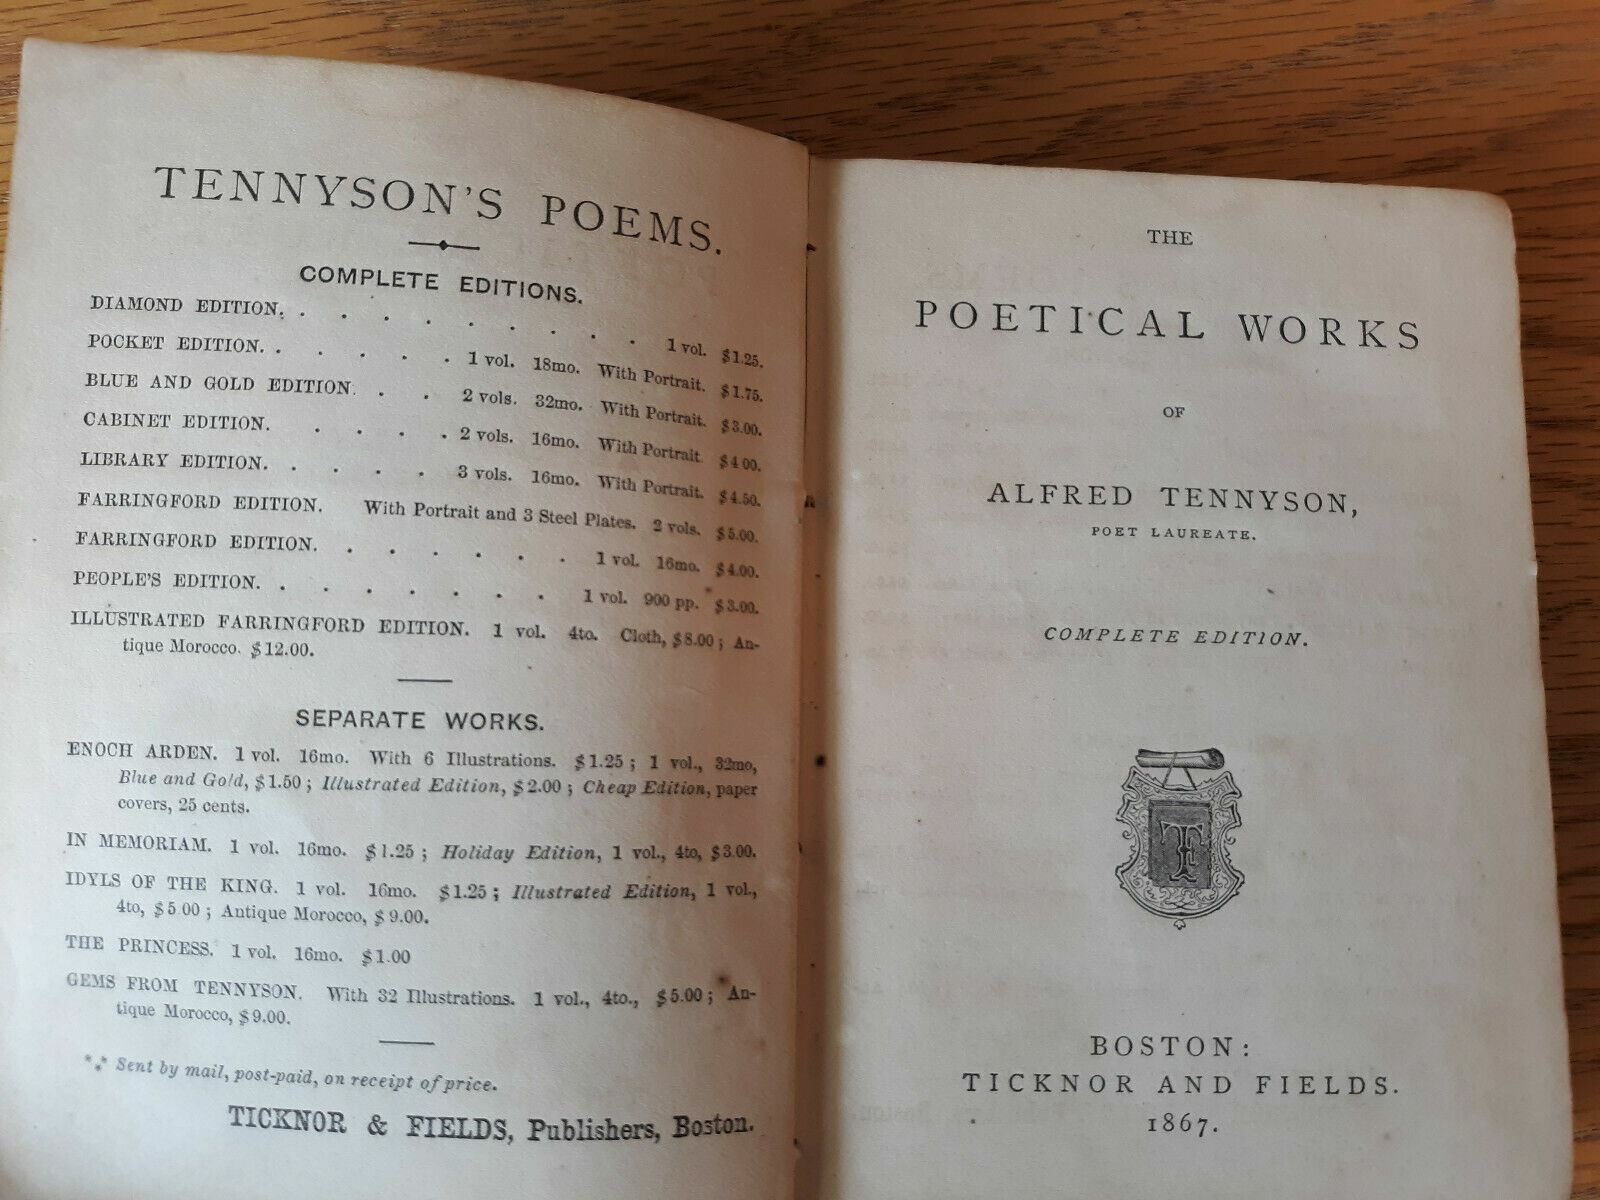 TENNYSON'S POEMS.
COMPLETE EDITIONS.
DIAMOND EDITION. . . . . . . . . . 1 vol. $1.25.
POCKET EDITION. . . . . . 1 vol. 18mo. With Portrait. $1.75.
BLUE AND GOLD EDITION. . . 2 vols. 32mo. With Portrait. $3.00.
CABINET EDITION. . . . . 2 vols. 16mo. With Portrait $4 00.
LIBRARY EDITION. . . . . 3 vols. 16mo. With Portrait. $4.50.
FARRINGFORD EDITION. With Portrait and 3 Steel Plates. 2 vols. $5.00.
FARRINGFORD EDITION. . . . . . . 1 vol. 16mo. $4.00.
PEOPLE'S EDITION. . . . . . . . 1 vol. 900 pp. $3.00.
ILLUSTRATED FARRINGFORD EDITION. 1 vol. 4to. Cloth, $8.00; An-
tique Morocco. $12.00.
SEPARATE WORKS.
ENOCH ARDEN. 1 vol. 16mo. With 6 Illustrations. $1.25; 1 vol., 32mo,
Blue and Gold, $1.50; Illustrated Edition, $2.00; Cheap Edition, paper
covers, 25 cents.
IN MEMORIAM. 1 vol. 16mo. $1.25; Holiday Edition, 1 vol., 4to, $3.00.
IDYLS OF THE KING. 1 vol. 16mo. $1.25; Illustrated Edition, 1 vol.,
4to, $5.00; Antique Morocco, $9.00.
THE PRINCESS. 1 vol. 16mo. $1.00
GEMS FROM TENNYSON. With 32 Illustrations. 1 vol., 4to., $5.00; An-
tique Morocco, $9.00.
*** Sent by mail, post-paid, on receipt of price.
TICKNOR & FIELDS, Publishers, Boston.
THE
POETICAL WORKS
OF
ALFRED TENNYSON,
POET LAUREATE.
COMPLETE EDITION.
TF
BOSTON:
TICKNOR AND FIELDS.
1867.